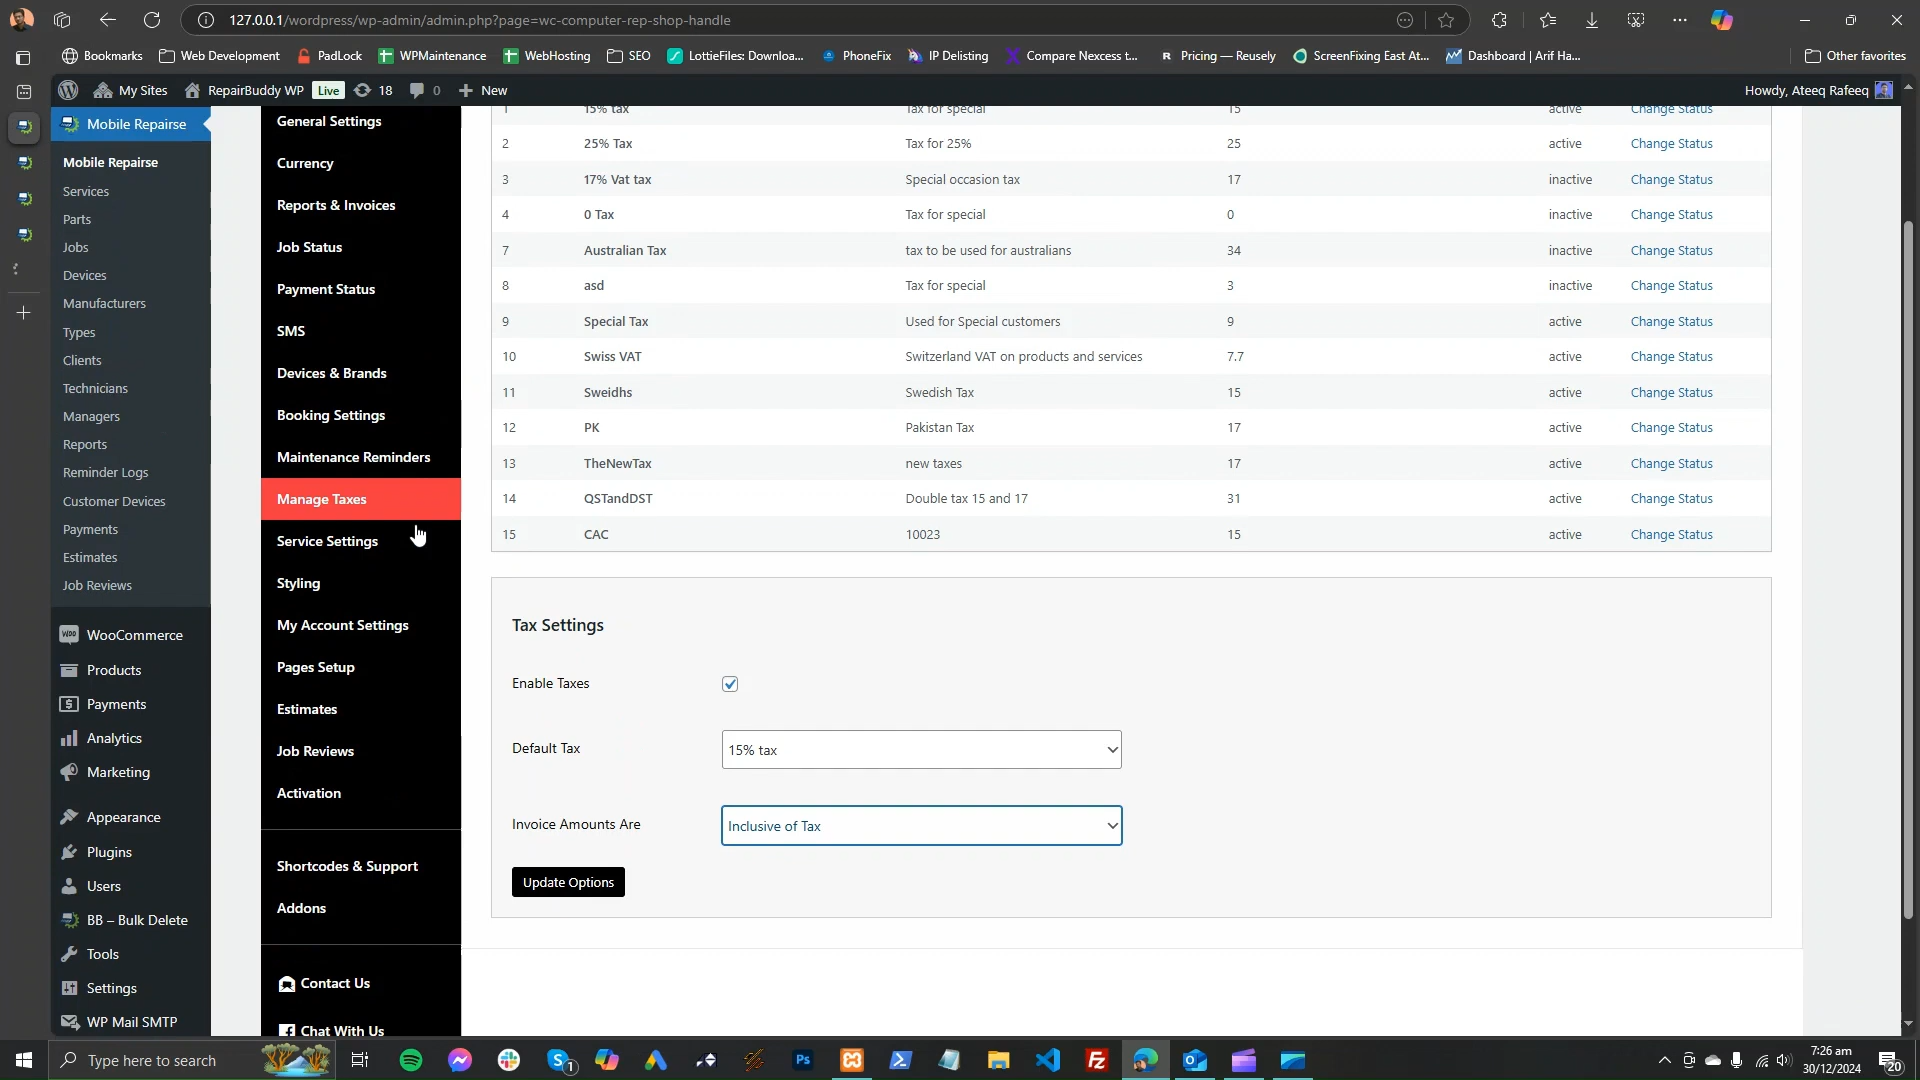 127.0.0.1/wordpress/wp-admin/admin.php?page=wc-computer-rep-shop-handle
Bookmarks
Web Development
PadLock
WPMaintenance
WebHosting
SEO
LottieFiles: Downloa...
PhoneFix
IP Delisting
Compare Nexcess t...
Pricing — Reusely
ScreenFixing East At...
Dashboard | Arif Ha...
Other favorites
My Sites
RepairBuddy WP
Live
18
0
New
Howdy, Ateeq Rafeeq
Mobile Repairse
Mobile Repairse
Services
Parts
Jobs
Devices
Manufacturers
Types
Clients
Technicians
Managers
Reports
Reminder Logs
Customer Devices
Payments
Estimates
Job Reviews
WooCommerce
Products
Payments
Analytics
Marketing
Appearance
Plugins
Users
BB – Bulk Delete
Tools
Settings
WP Mail SMTP
General Settings
Currency
Reports & Invoices
Job Status
Payment Status
SMS
Devices & Brands
Booking Settings
Maintenance Reminders
Manage Taxes
Service Settings
Styling
My Account Settings
Pages Setup
Estimates
Job Reviews
Activation
Shortcodes & Support
Addons
Contact Us
Chat With Us
1 15% tax Tax for special 15 active Change Status
2 25% Tax Tax for 25% 25 active Change Status
3 17% Vat tax Special occasion tax 17 inactive Change Status
4 0 Tax Tax for special 0 inactive Change Status
7 Australian Tax tax to be used for australians 34 inactive Change Status
8 asd Tax for special 3 inactive Change Status
9 Special Tax Used for Special customers 9 active Change Status
10 Swiss VAT Switzerland VAT on products and services 7.7 active Change Status
11 Sweidhs Swedish Tax 15 active Change Status
12 PK Pakistan Tax 17 active Change Status
13 TheNewTax new taxes 17 active Change Status
14 QSTandDST Double tax 15 and 17 31 active Change Status
15 CAC 10023 15 active Change Status
Tax Settings
Enable Taxes
Default Tax
15% tax
Invoice Amounts Are
Inclusive of Tax
Update Options
Type here to search
7:26 am
30/12/2024
20